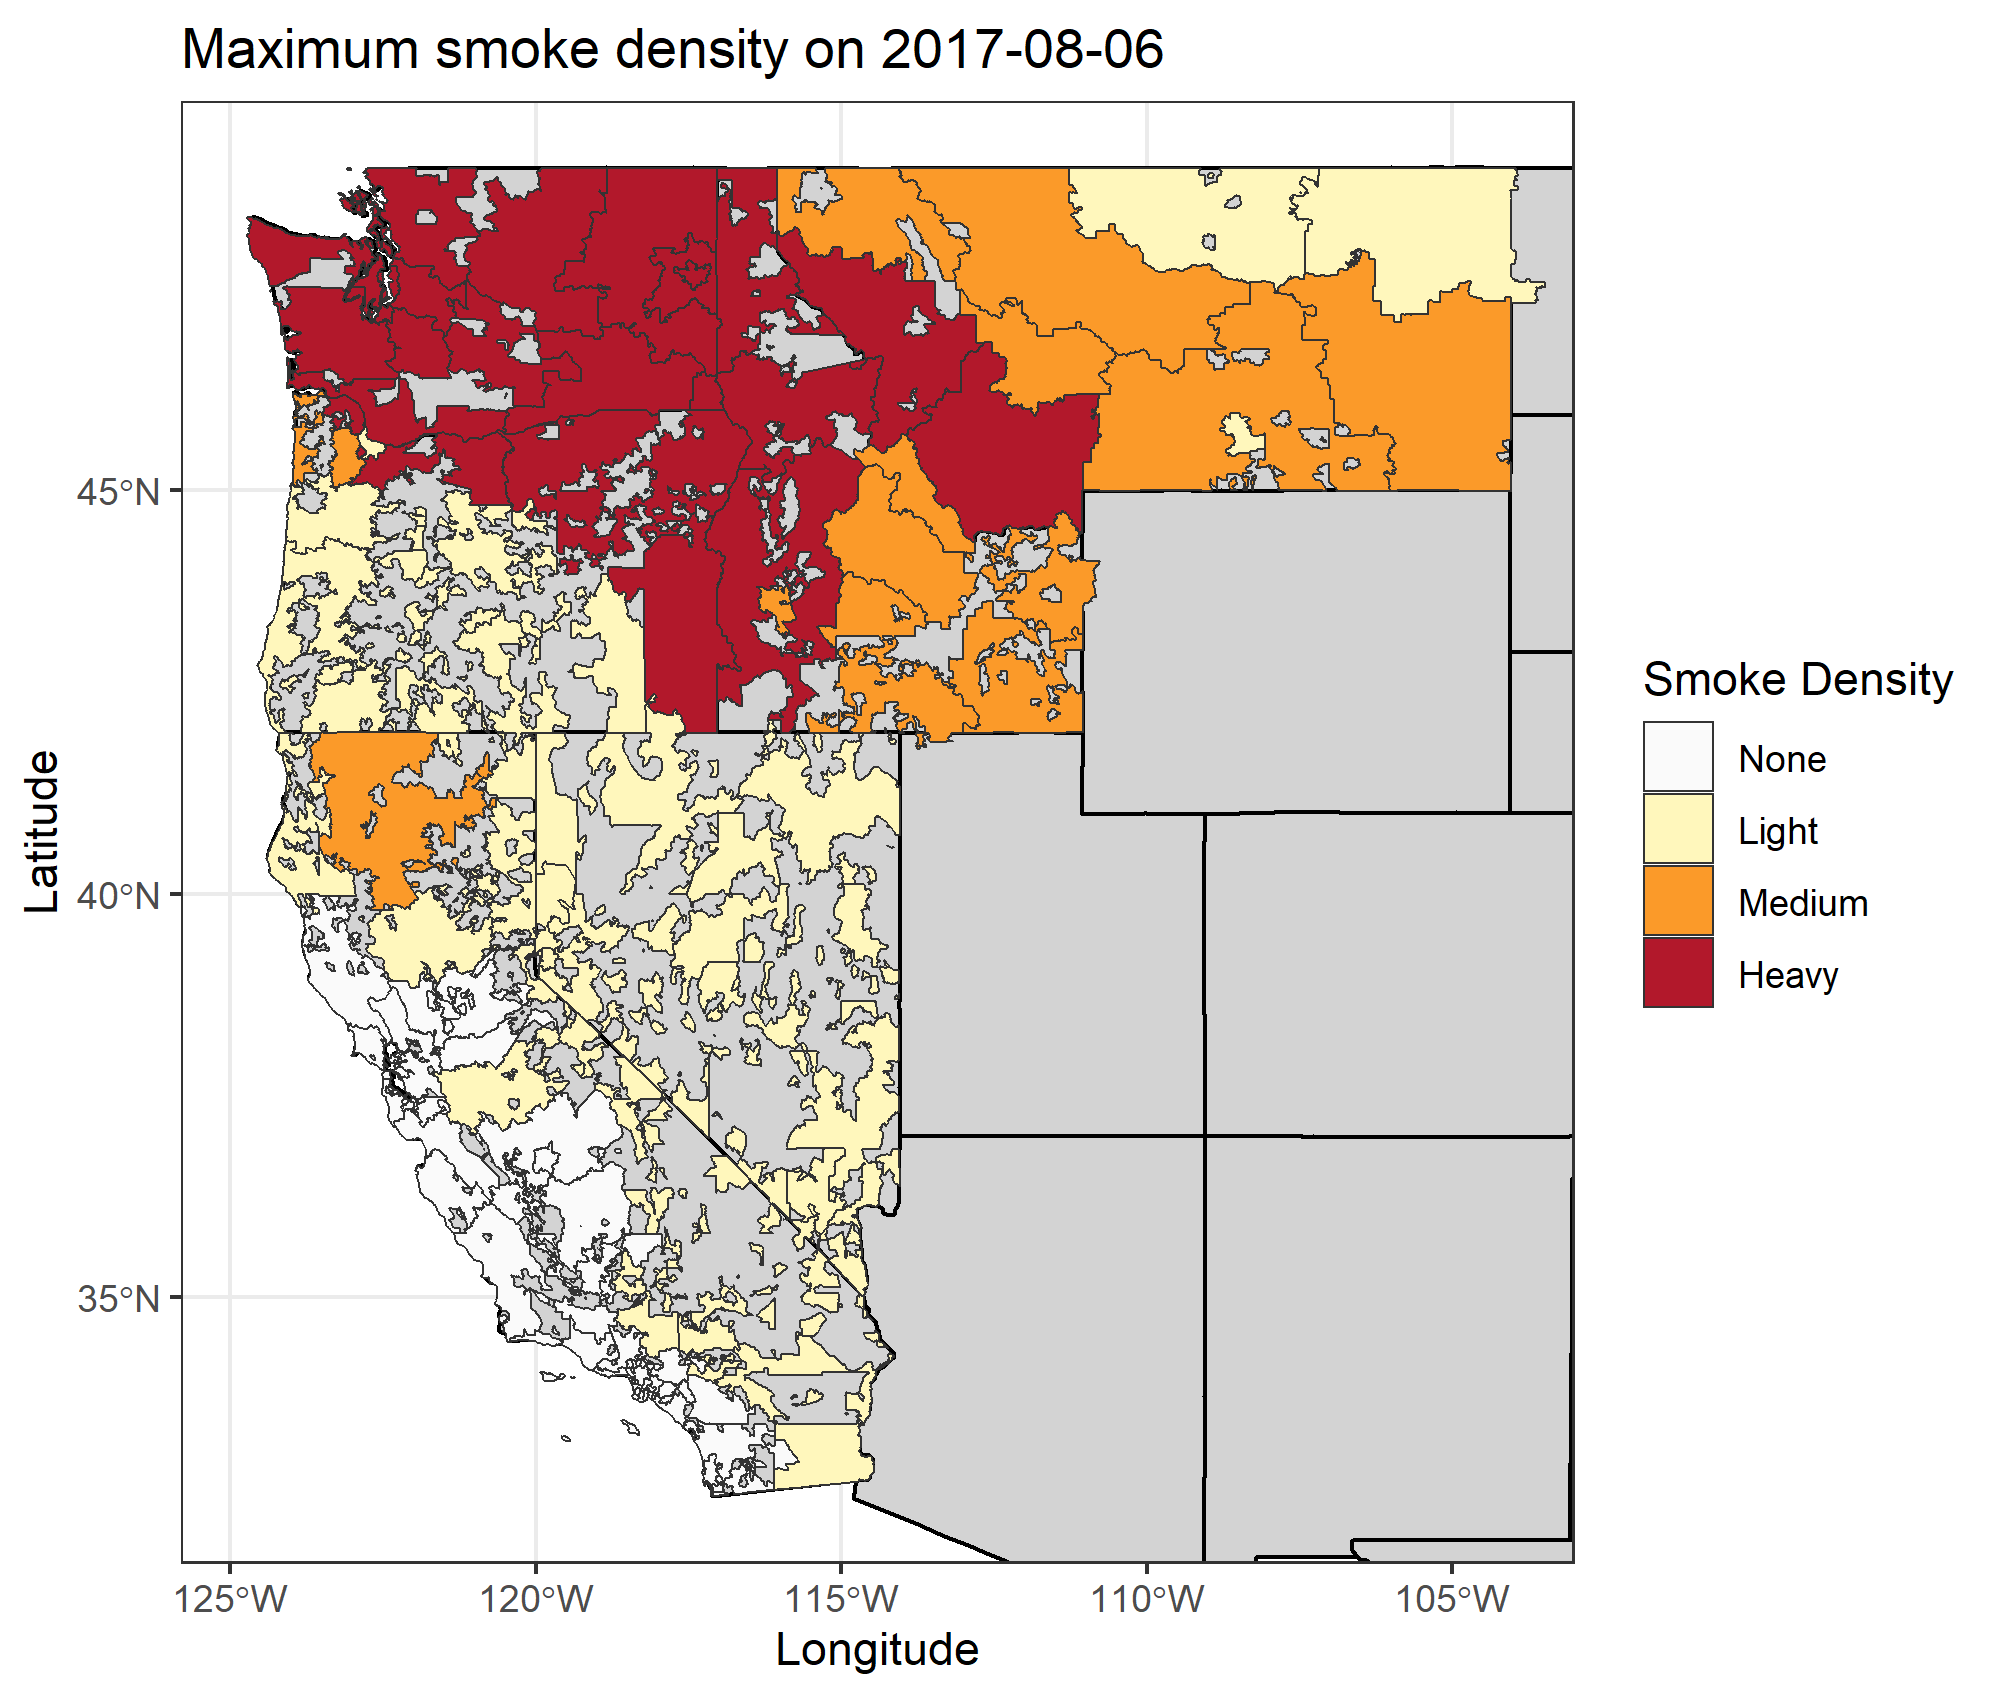 Maximum smoke density on 2017-08-06
45°N
40°N
35°N
Latitude
125°W
120°W
115°W
110°W
105°W
Longitude
Smoke Density
None
Light
Medium
Heavy